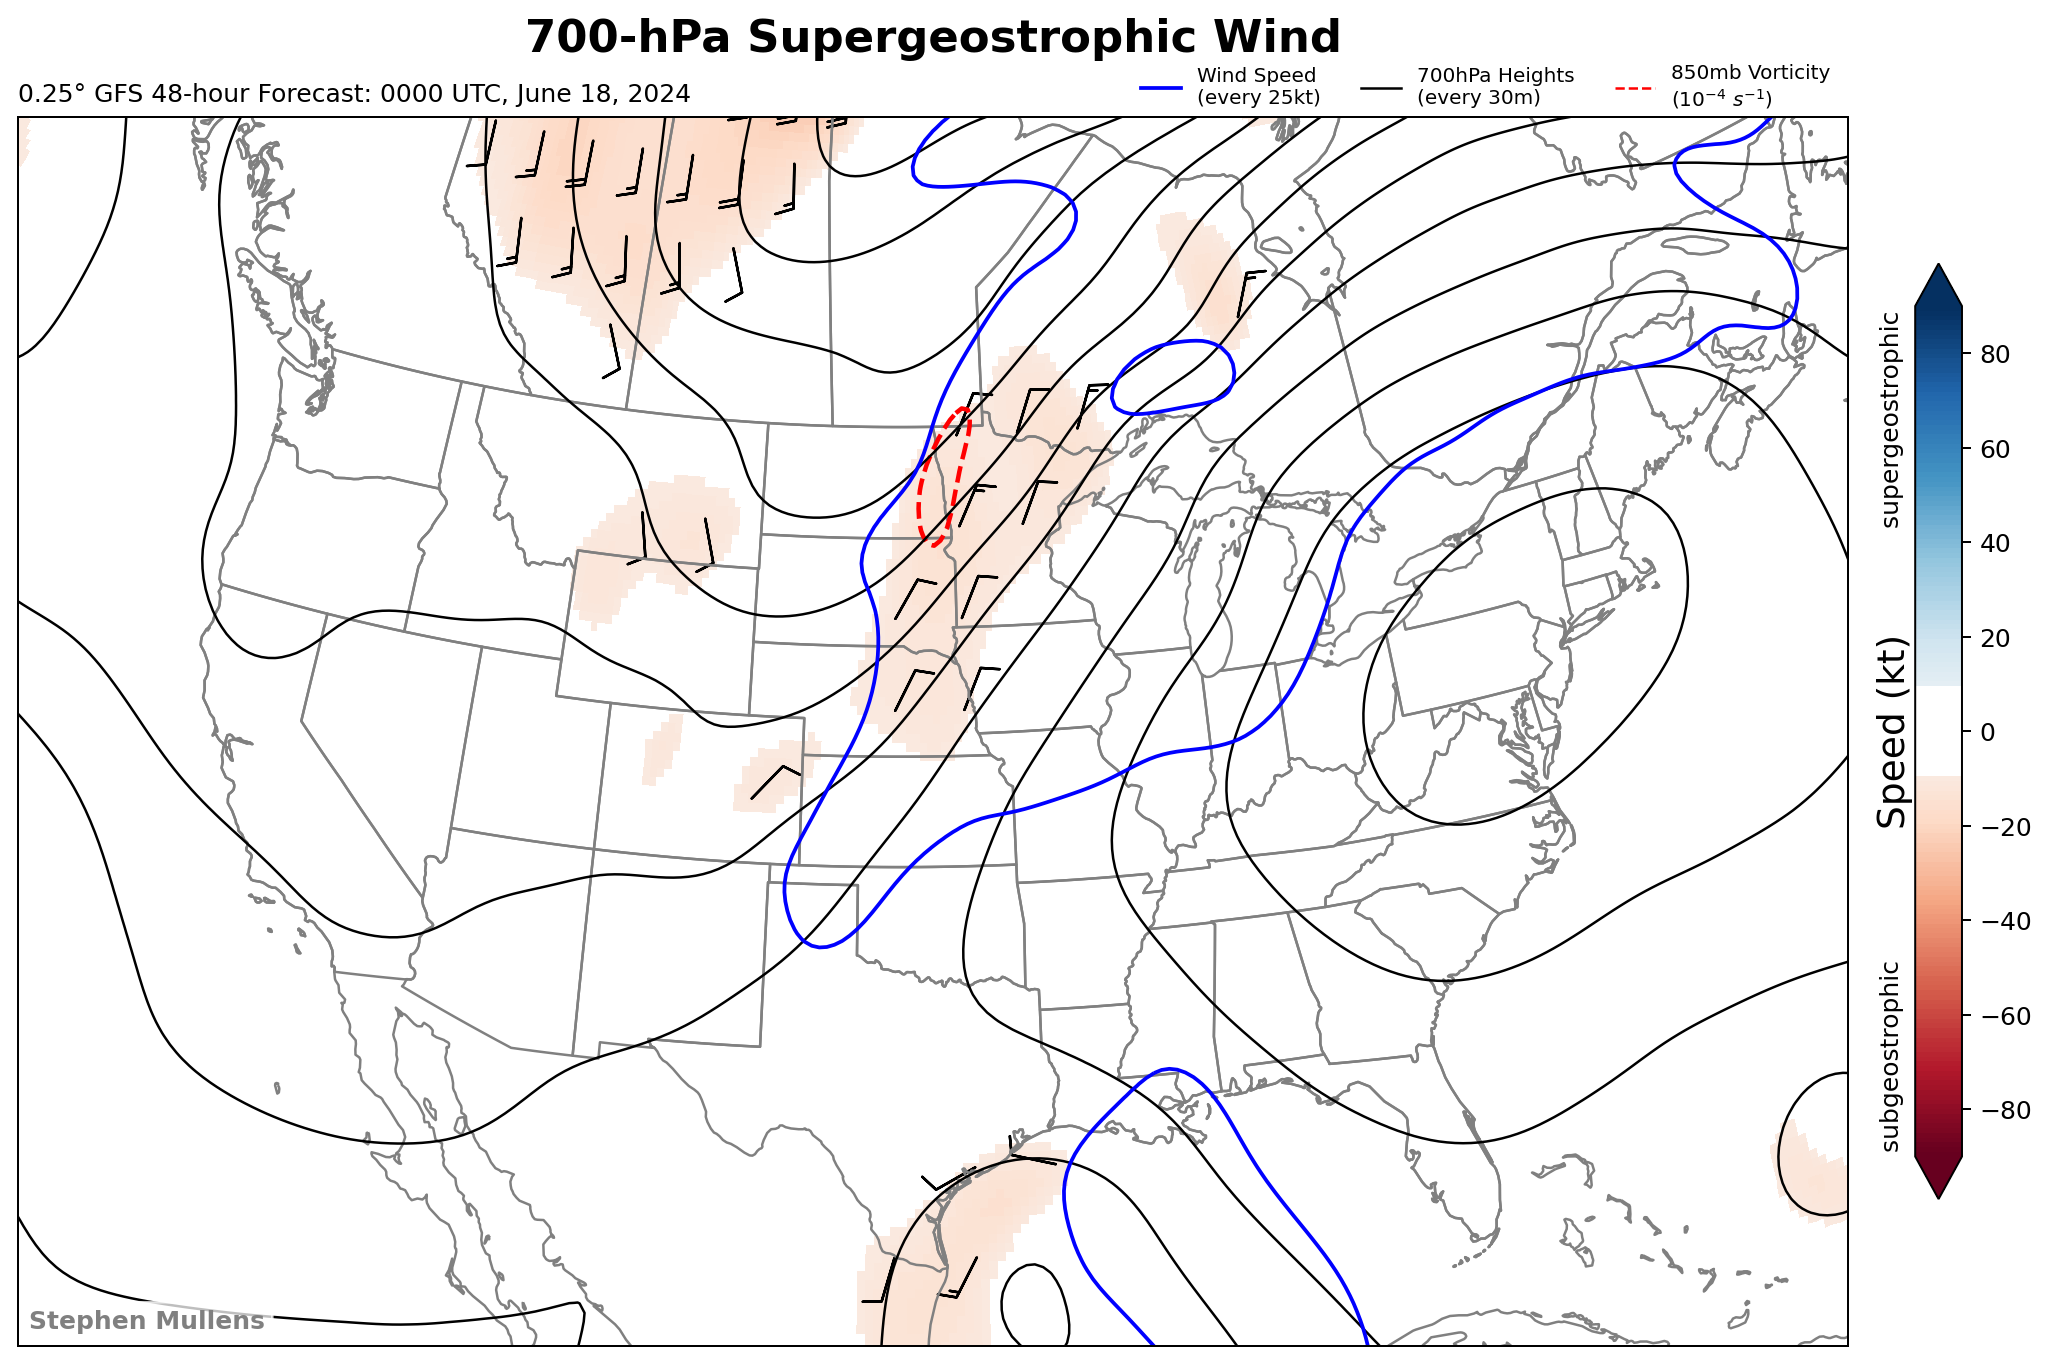 700-hPa Supergeostrophic Wind
0.25° GFS 48-hour Forecast: 0000 UTC, June 18, 2024
Wind Speed
(every 25kt)
700hPa Heights
(every 30m)
850mb Vorticity
(10⁻⁴ s⁻¹)
supergeostrophic
Speed (kt)
subgeostrophic
80
60
40
20
0
−20
−40
−60
−80
Stephen Mullens